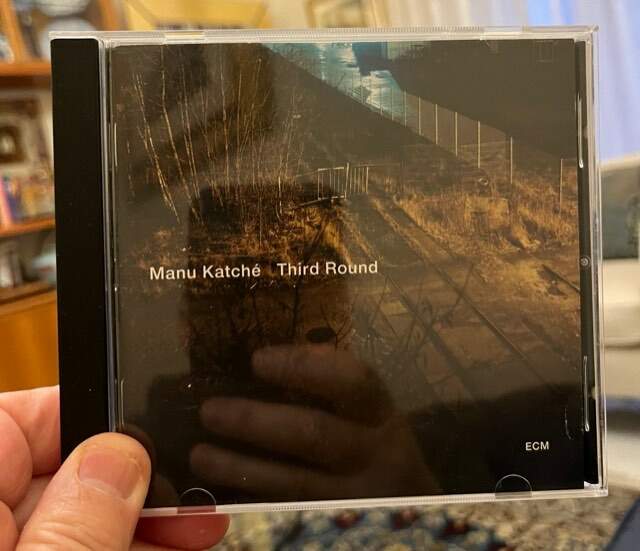 Manu Katché Third Round
ECM